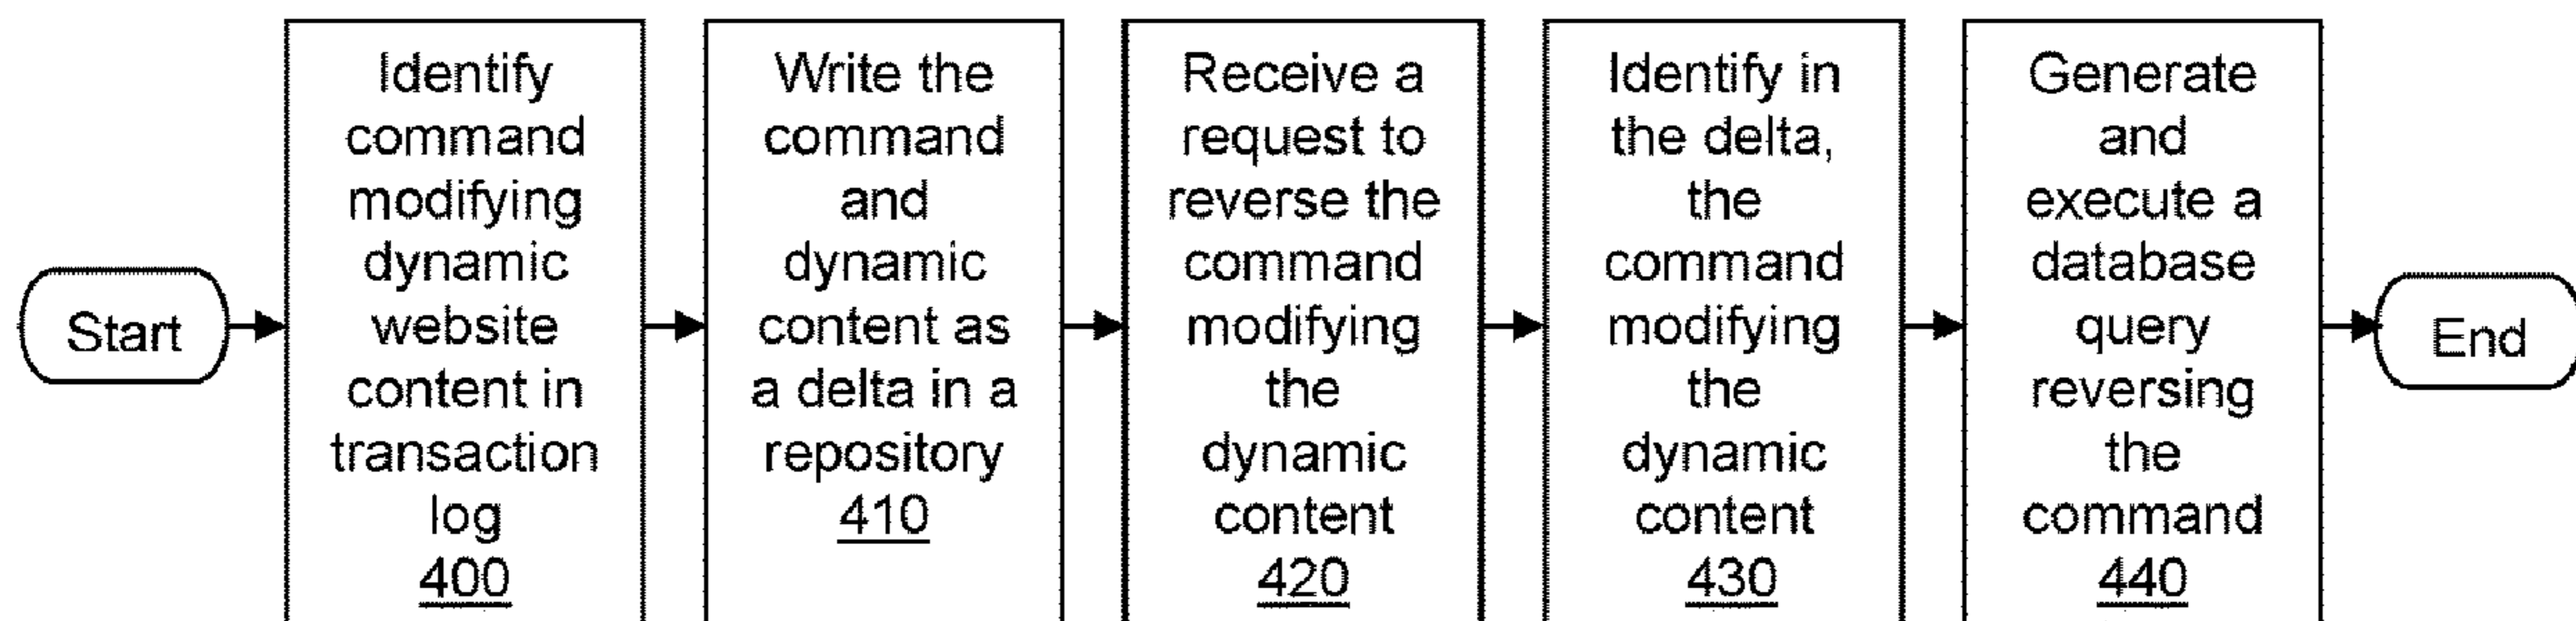 Start
Identify
command
modifying
dynamic
website
content in
transaction
log
400
Write the
command
and
dynamic
content as
a delta in a
repository
410
Receive a
request to
reverse the
command
modifying
the
dynamic
content
420
Identify in
the delta,
the
command
modifying
the
dynamic
content
430
Generate
and
execute a
database
query
reversing
the
command
440
End